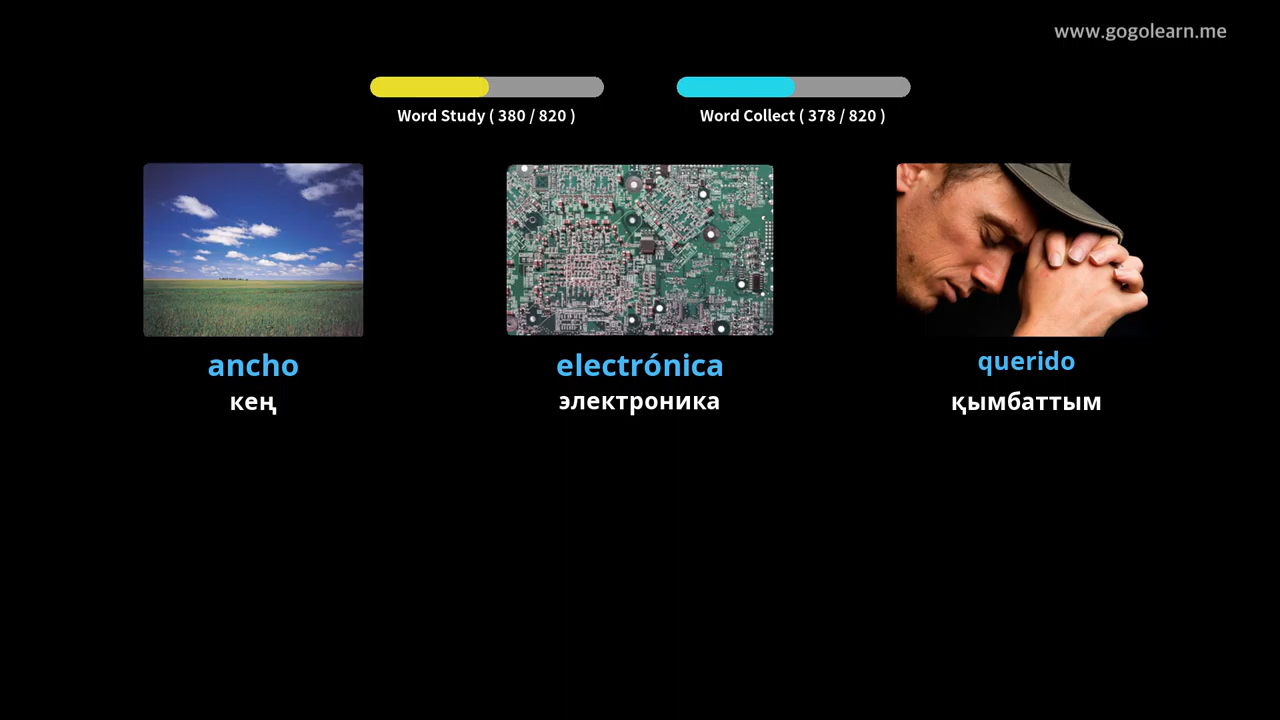 www.gogolearn.me
Word Study ( 380 / 820 )
Word Collect ( 378 / 820 )
ancho
кең
electrónica
электроника
querido
қымбаттым